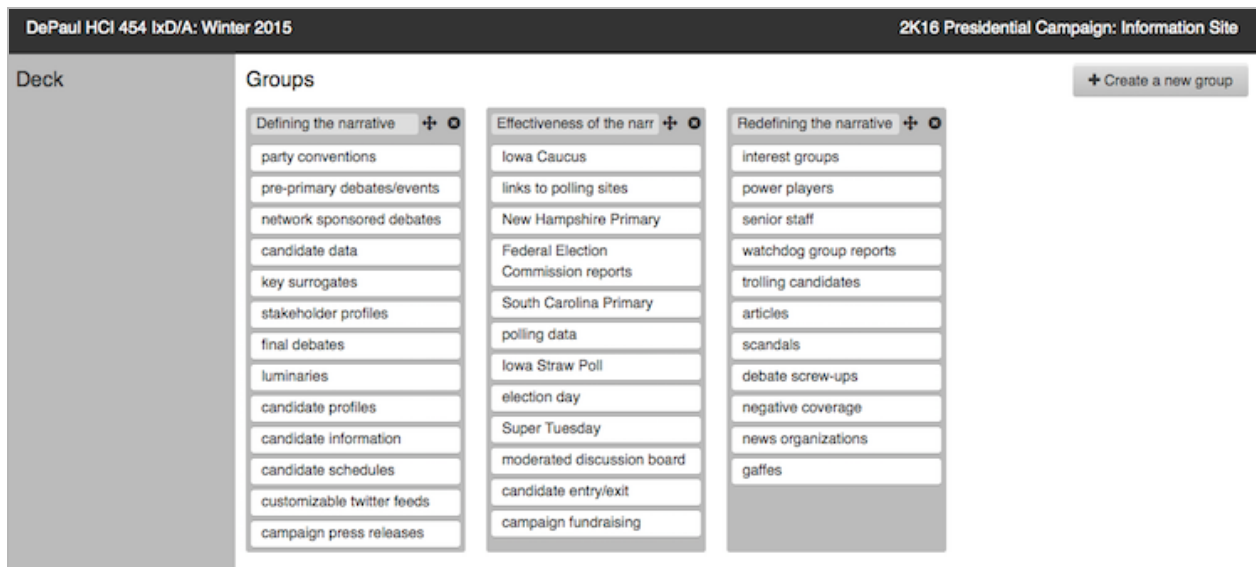 DePaul HCI 454 IxD/A: Winter 2015
2K16 Presidential Campaign: Information Site
Deck
Groups
+ Create a new group
Defining the narrative
party conventions
pre-primary debates/events
network sponsored debates
candidate data
key surrogates
stakeholder profiles
final debates
luminaries
candidate profiles
candidate information
candidate schedules
customizable twitter feeds
campaign press releases
Effectiveness of the narr
Iowa Caucus
links to polling sites
New Hampshire Primary
Federal Election
Commission reports
South Carolina Primary
polling data
Iowa Straw Poll
election day
Super Tuesday
moderated discussion board
candidate entry/exit
campaign fundraising
Redefining the narrative
interest groups
power players
senior staff
watchdog group reports
trolling candidates
articles
scandals
debate screw-ups
negative coverage
news organizations
gaffes